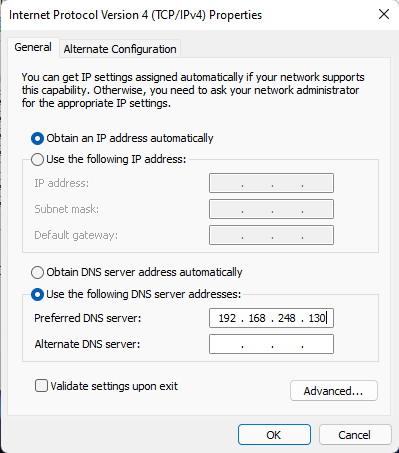 Internet Protocol Version 4 (TCP/IPv4) Properties
General
Alternate Configuration
You can get IP settings assigned automatically if your network supports
this capability. Otherwise, you need to ask your network administrator
for the appropriate IP settings.
Obtain an IP address automatically
Use the following IP address:
IP address: . . .
Subnet mask: . . .
Default gateway: . . .
Obtain DNS server address automatically
Use the following DNS server addresses:
Preferred DNS server: 192 . 168 . 248 . 130
Alternate DNS server: . . .
Validate settings upon exit
Advanced...
OK
Cancel